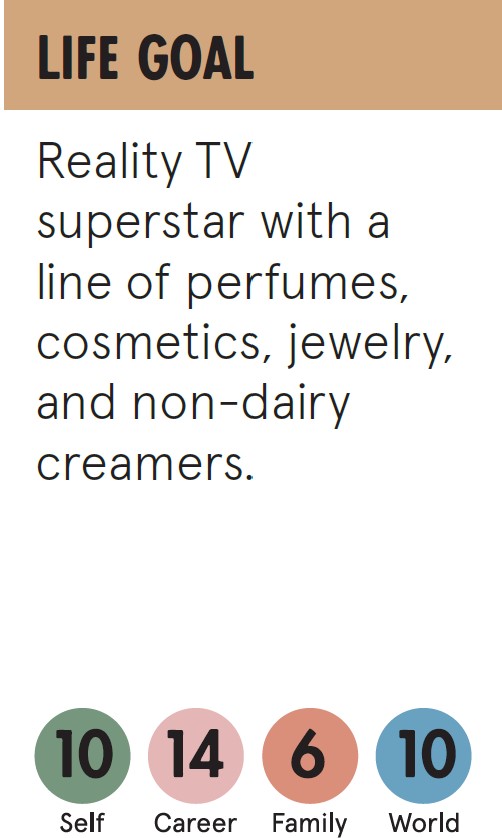 LIFE GOAL
Reality TV
superstar with a
line of perfumes,
cosmetics, jewelry,
and non-dairy
creamers.
10 14 6 10
Self Career Family World